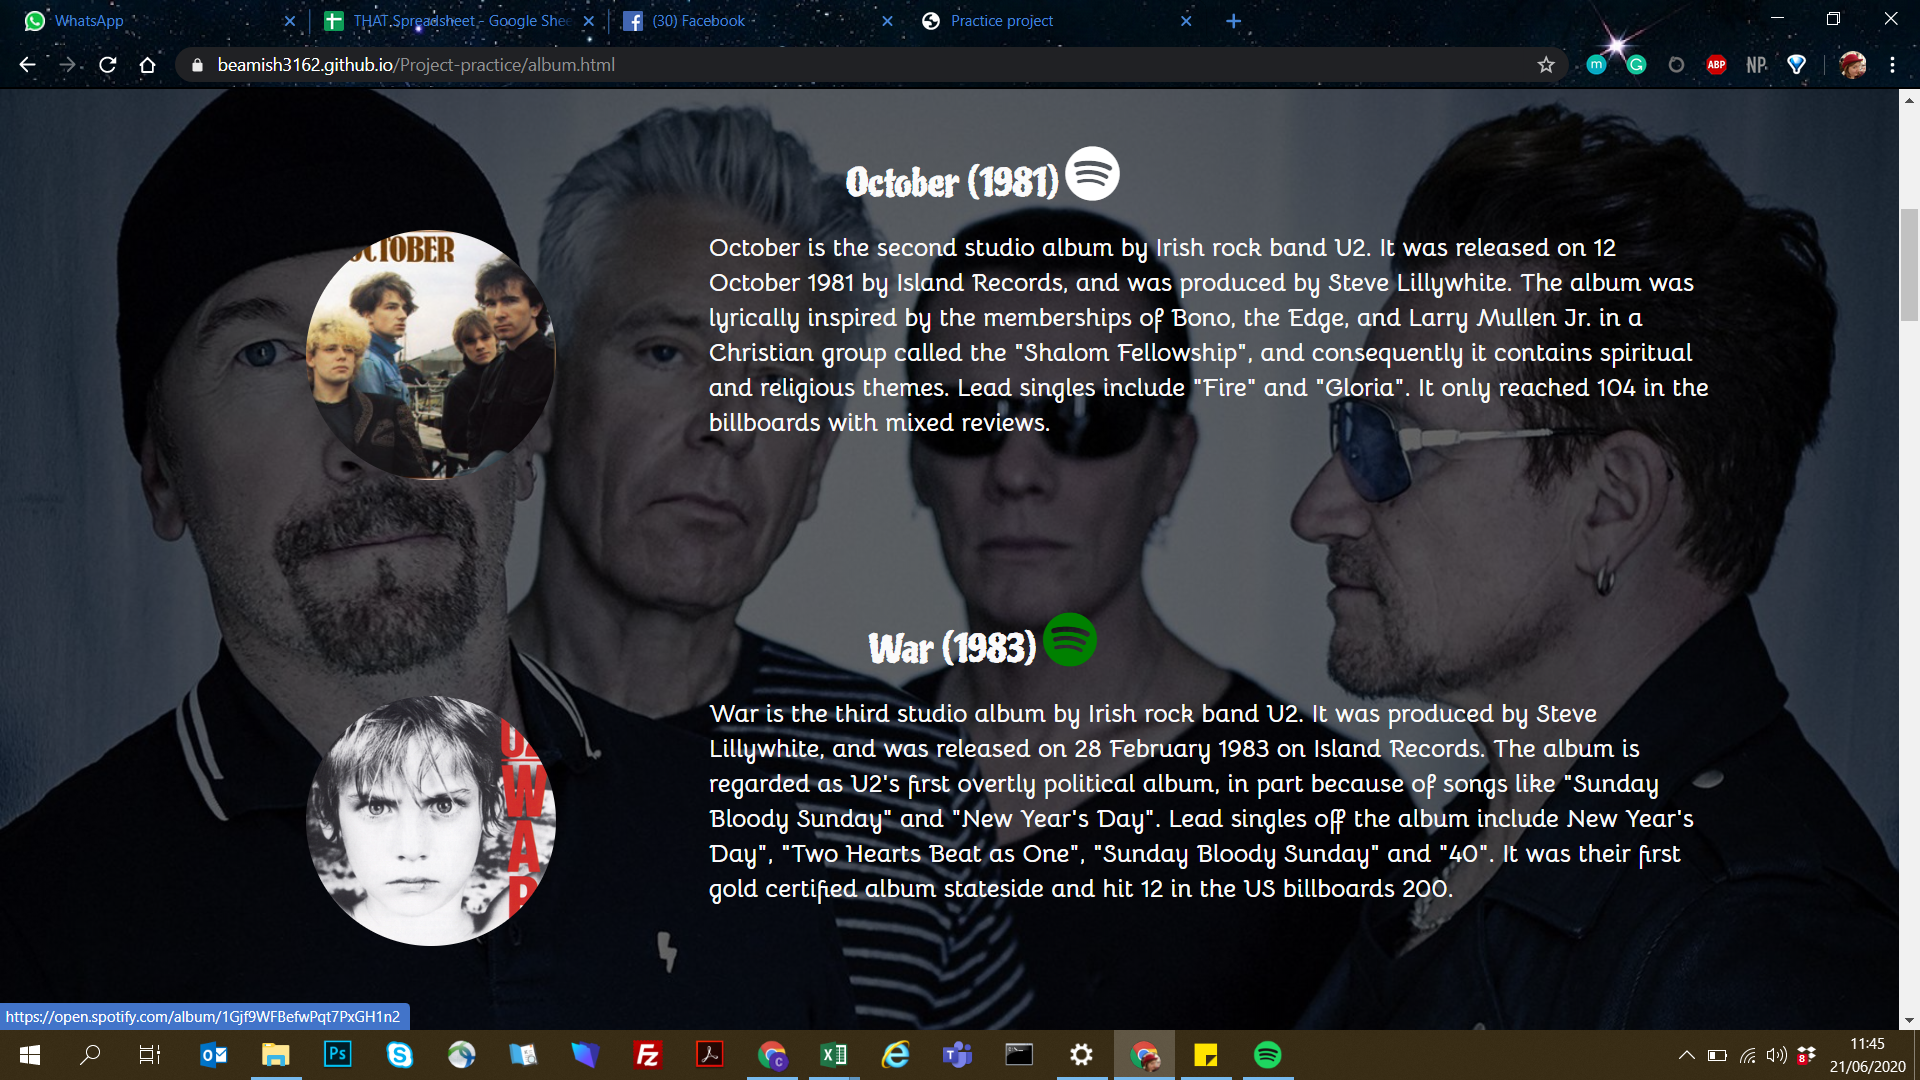 WhatsApp
THAT Spreadsheet - Google Shee
(30) Facebook
Practice project
beamish3162.github.io/Project-practice/album.html
m
G
ABP
NP
October (1981)
OCTOBER
October is the second studio album by Irish rock band U2. It was released on 12
October 1981 by Island Records, and was produced by Steve Lillywhite. The album was
lyrically inspired by the memberships of Bono, the Edge, and Larry Mullen Jr. in a
Christian group called the "Shalom Fellowship", and consequently it contains spiritual
and religious themes. Lead singles include "Fire" and "Gloria". It only reached 104 in the
billboards with mixed reviews.
War (1983)
U2
WAR
War is the third studio album by Irish rock band U2. It was produced by Steve
Lillywhite, and was released on 28 February 1983 on Island Records. The album is
regarded as U2's first overtly political album, in part because of songs like "Sunday
Bloody Sunday" and "New Year's Day". Lead singles off the album include New Year's
Day", "Two Hearts Beat as One", "Sunday Bloody Sunday" and "40". It was their first
gold certified album stateside and hit 12 in the US billboards 200.
https://open.spotify.com/album/1Gjf9WFBefwPqt7PxGH1n2
Ps
Fz
C
8
11:45
21/06/2020